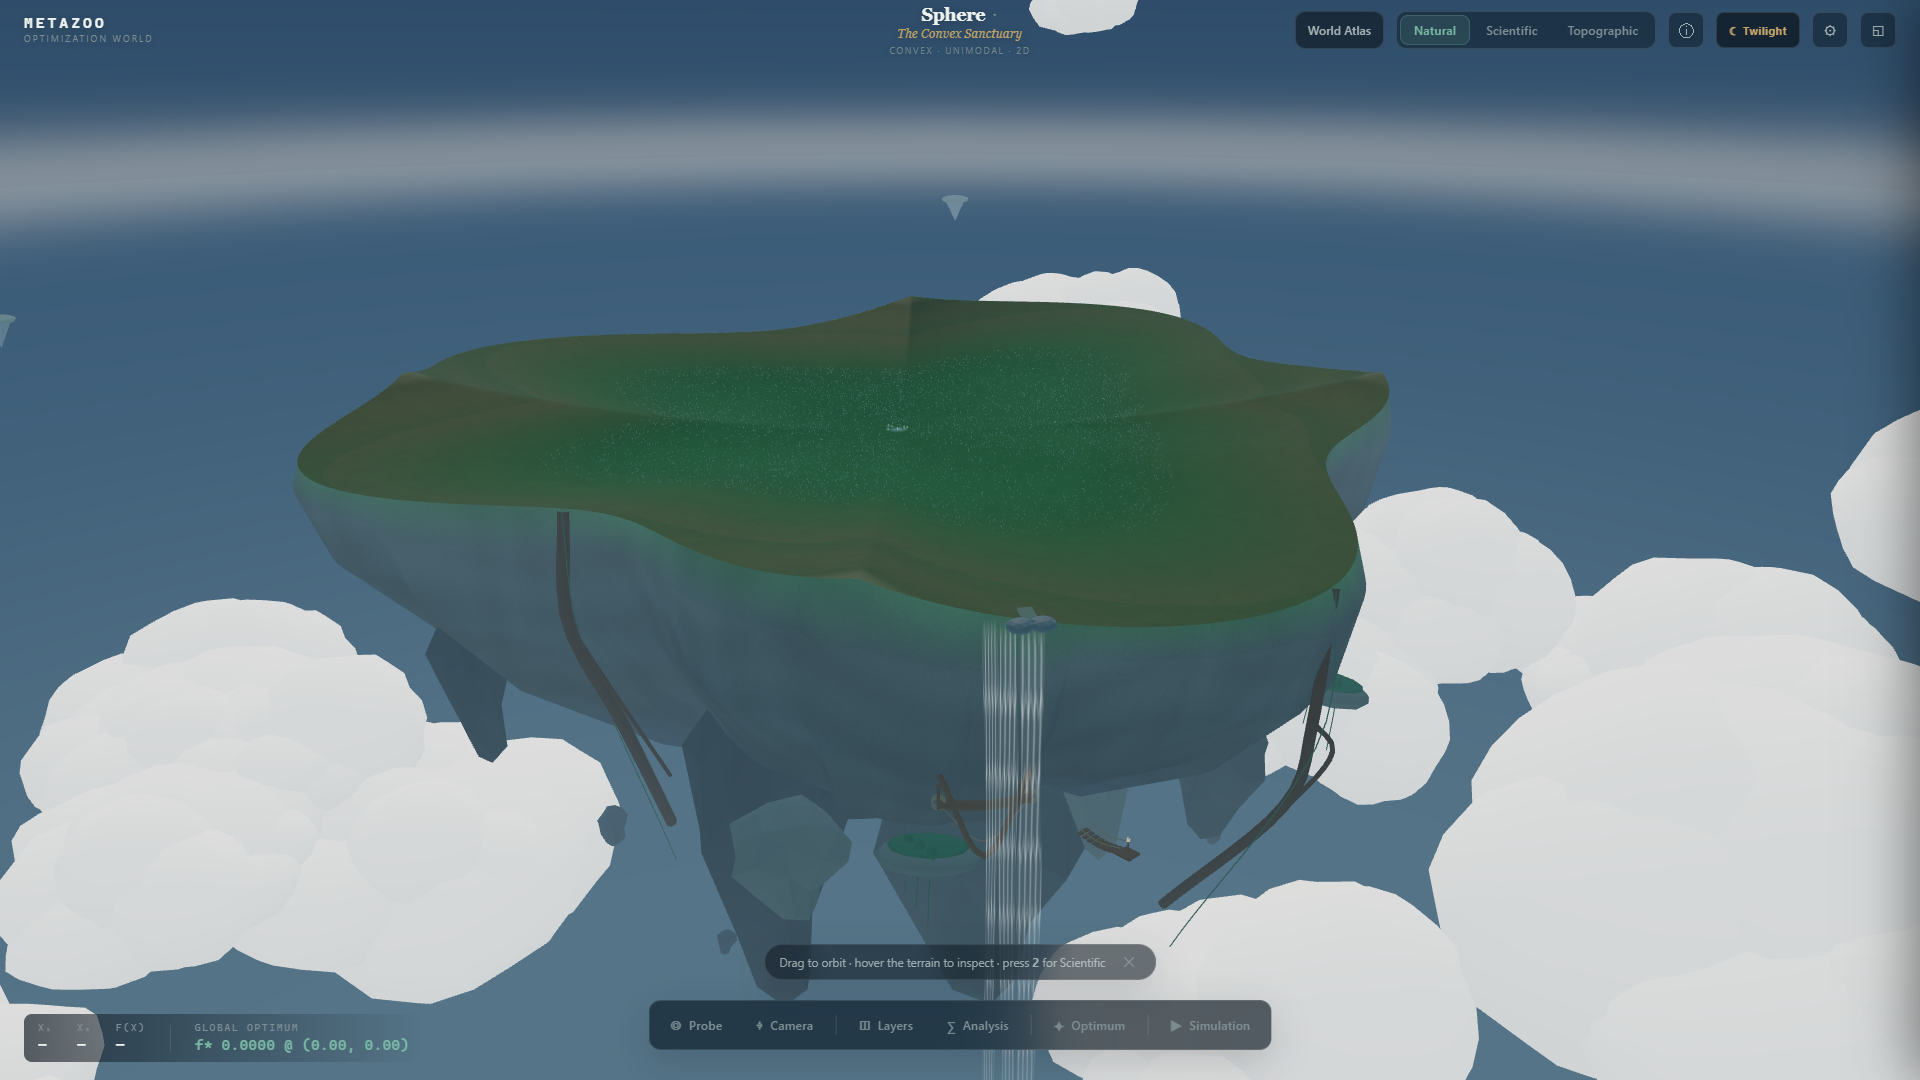 METAZOO
OPTIMIZATION WORLD
Sphere
The Convex Sanctuary
CONVEX · UNIMODAL · 2D
World Atlas
Natural
Scientific
Topographic
Twilight
Drag to orbit · hover the terrain to inspect · press 2 for Scientific
Probe
Camera
Layers
Analysis
Optimum
Simulation
F(X)
GLOBAL OPTIMUM
— — —
f* 0.0000 @ (0.00, 0.00)